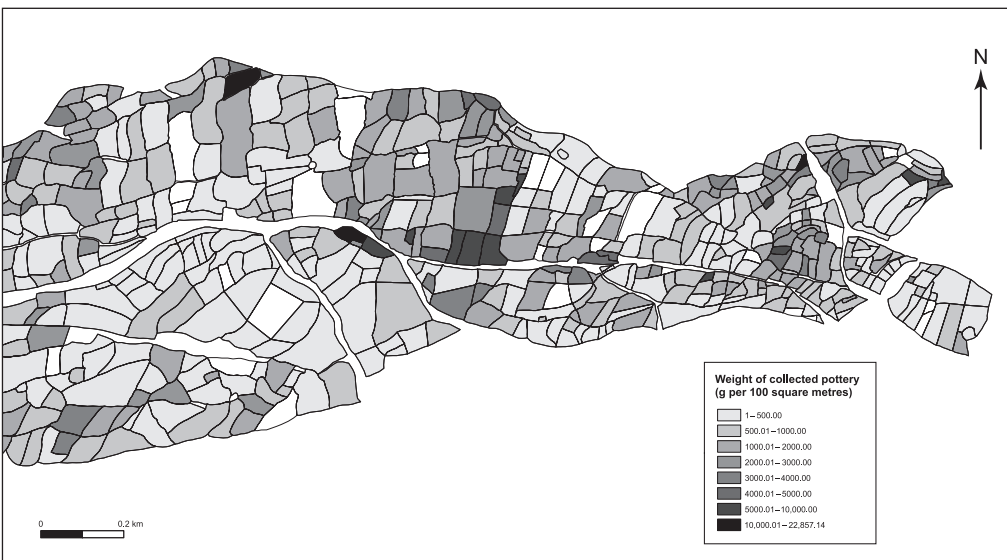 N
Weight of collected pottery
(g per 100 square metres)
1–500.00
500.01–1000.00
1000.01–2000.00
2000.01–3000.00
3000.01–4000.00
4000.01–5000.00
5000.01–10,000.00
10,000.01–22,857.14
0 0.2 km